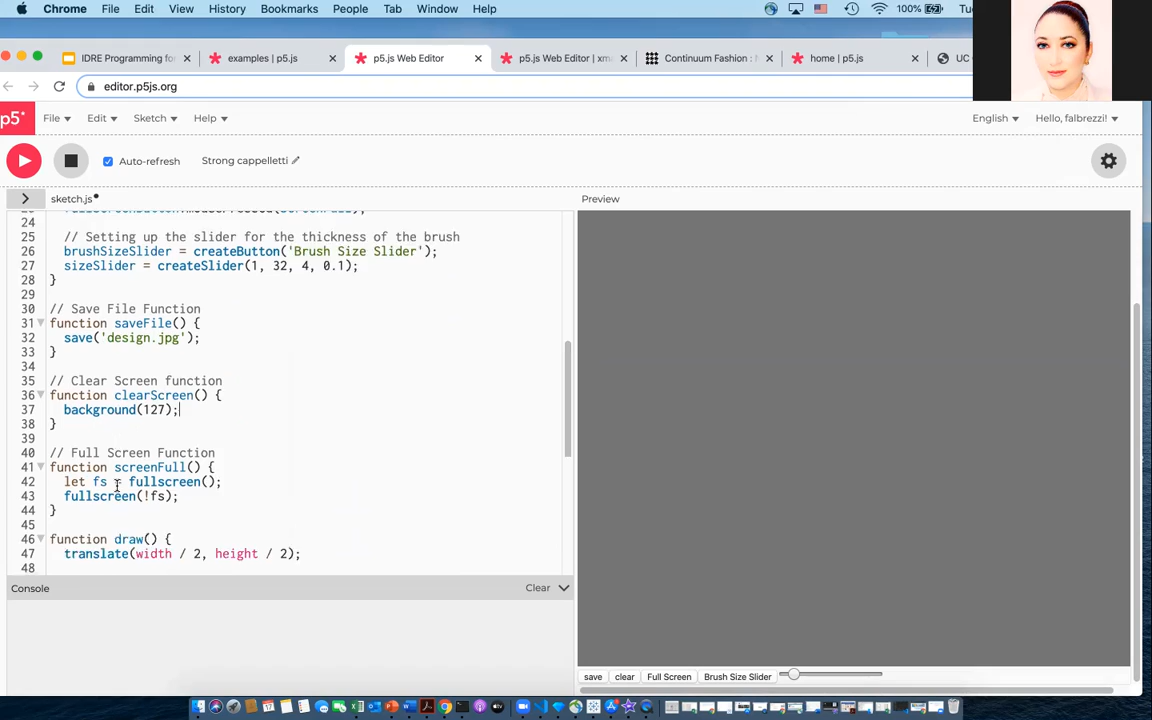 Chrome File Edit View History Bookmarks People Tab Window Help 100%
IDRE Programming for examples | p5.js p5.js Web Editor p5.js Web Editor | xm Continuum Fashion : home | p5.js UC
editor.p5js.org
p5* File Edit Sketch Help English Hello, falbrezzi!
Auto-refresh Strong cappelletti
sketch.js Preview
24
25 // Setting up the slider for the thickness of the brush
26 brushSizeSlider = createButton('Brush Size Slider');
27 sizeSlider = createSlider(1, 32, 4, 0.1);
28 }
29
30 // Save File Function
31 function saveFile() {
32 save('design.jpg');
33 }
34
35 // Clear Screen function
36 function clearScreen() {
37 background(127);
38 }
39
40 // Full Screen Function
41 function screenFull() {
42 let fs = fullscreen();
43 fullscreen(!fs);
44 }
45
46 function draw() {
47 translate(width / 2, height / 2);
48
Console Clear
save clear Full Screen Brush Size Slider